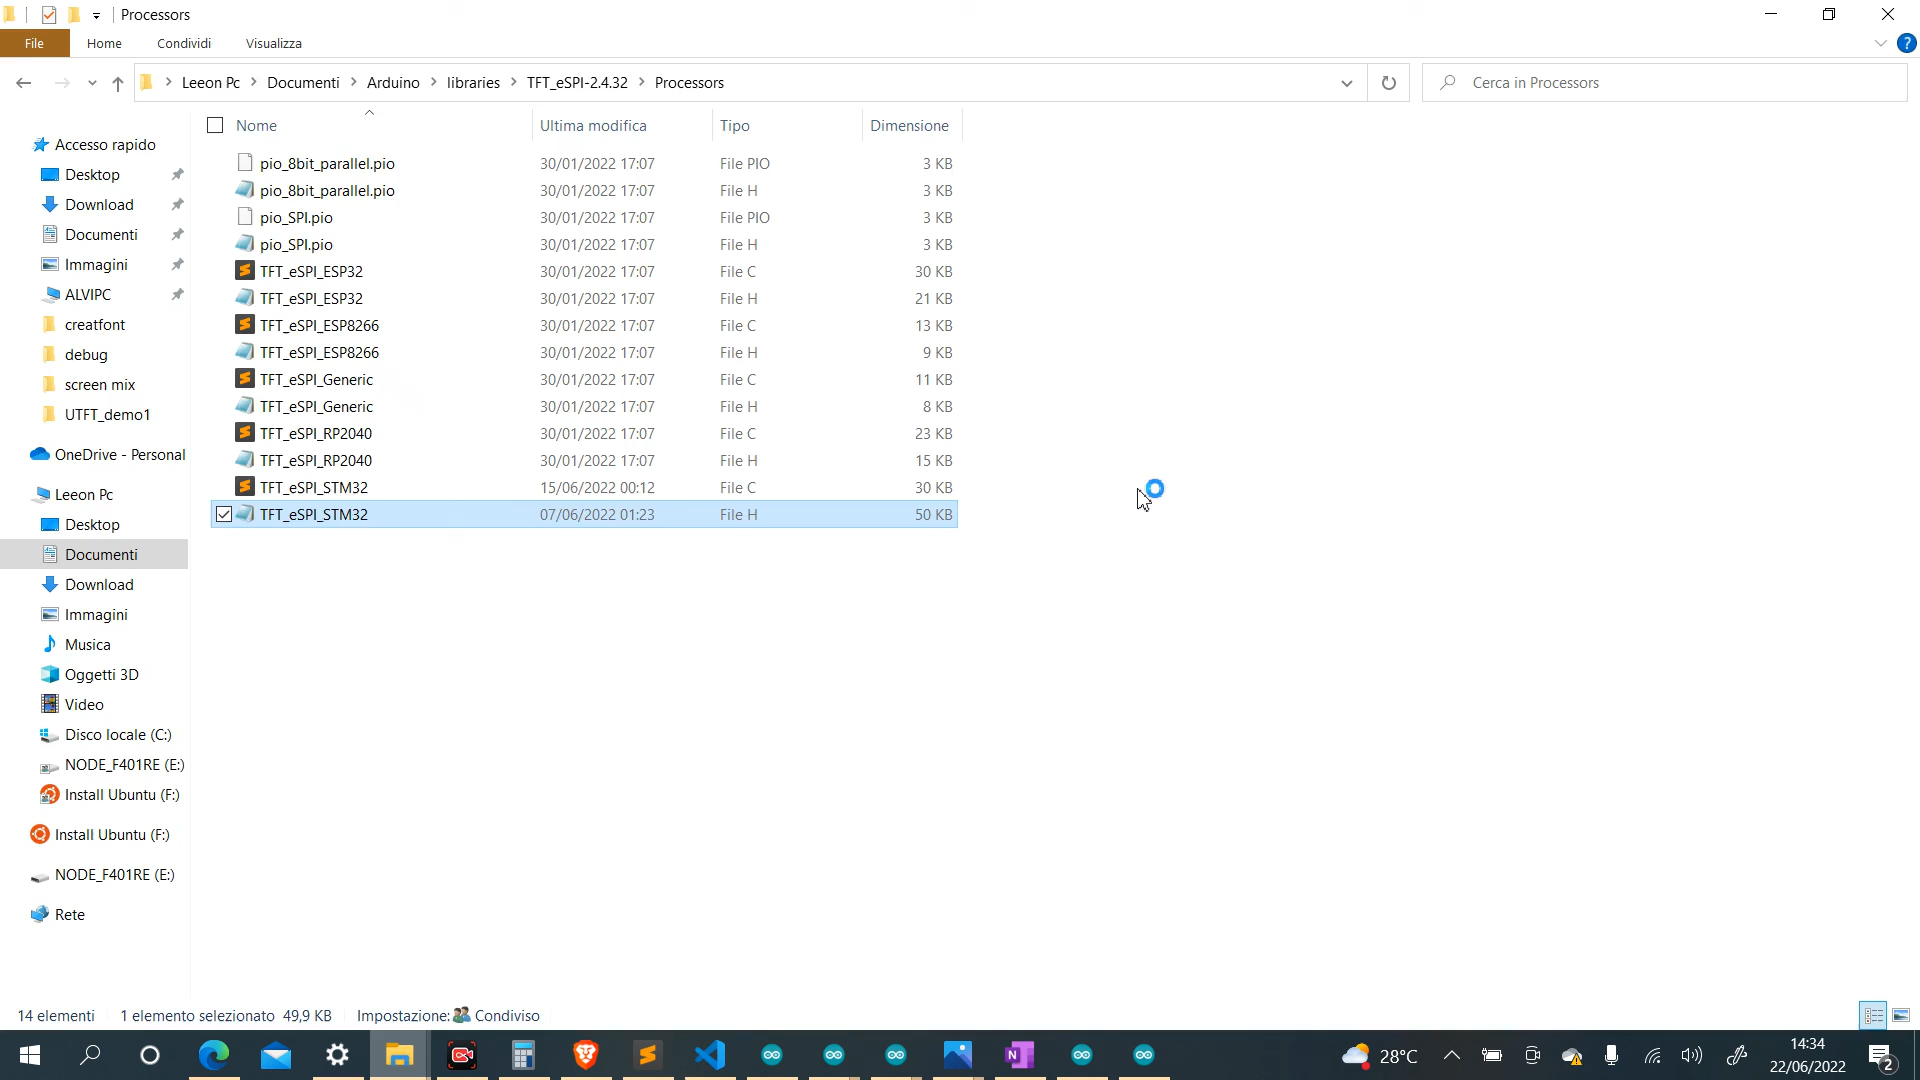 Processors
File Home Condividi Visualizza
Leeon Pc Documenti Arduino libraries TFT_eSPI-2.4.32 Processors
Cerca in Processors
Nome Ultima modifica Tipo Dimensione
pio_8bit_parallel.pio 30/01/2022 17:07 File PIO 3 KB
pio_8bit_parallel.pio 30/01/2022 17:07 File H 3 KB
pio_SPI.pio 30/01/2022 17:07 File PIO 3 KB
pio_SPI.pio 30/01/2022 17:07 File H 3 KB
TFT_eSPI_ESP32 30/01/2022 17:07 File C 30 KB
TFT_eSPI_ESP32 30/01/2022 17:07 File H 21 KB
TFT_eSPI_ESP8266 30/01/2022 17:07 File C 13 KB
TFT_eSPI_ESP8266 30/01/2022 17:07 File H 9 KB
TFT_eSPI_Generic 30/01/2022 17:07 File C 11 KB
TFT_eSPI_Generic 30/01/2022 17:07 File H 8 KB
TFT_eSPI_RP2040 30/01/2022 17:07 File C 23 KB
TFT_eSPI_RP2040 30/01/2022 17:07 File H 15 KB
TFT_eSPI_STM32 15/06/2022 00:12 File C 30 KB
TFT_eSPI_STM32 07/06/2022 01:23 File H 50 KB
Accesso rapido
Desktop
Download
Documenti
Immagini
ALVIPC
creatfont
debug
screen mix
UTFT_demo1
OneDrive - Personal
Leeon Pc
Desktop
Documenti
Download
Immagini
Musica
Oggetti 3D
Video
Disco locale (C:)
NODE_F401RE (E:)
Install Ubuntu (F:)
Install Ubuntu (F:)
NODE_F401RE (E:)
Rete
14 elementi 1 elemento selezionato 49,9 KB Impostazione: Condiviso
28°C
14:34
22/06/2022
2